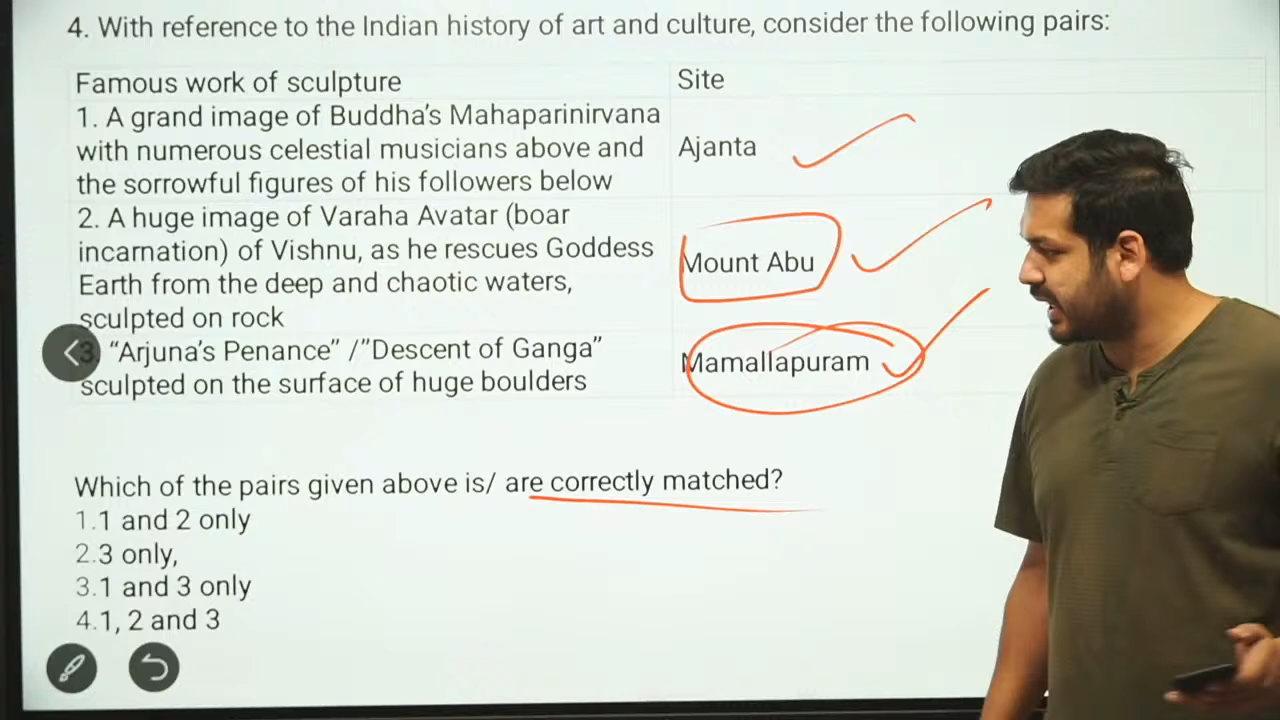 4. With reference to the Indian history of art and culture, consider the following pairs:
Famous work of sculpture
Site
1. A grand image of Buddha's Mahaparinirvana
with numerous celestial musicians above and
the sorrowful figures of his followers below
Ajanta
2. A huge image of Varaha Avatar (boar
incarnation) of Vishnu, as he rescues Goddess
Earth from the deep and chaotic waters,
sculpted on rock
Mount Abu
3. “Arjuna's Penance” /”Descent of Ganga”
sculpted on the surface of huge boulders
Mamallapuram
Which of the pairs given above is/ are correctly matched?
1.1 and 2 only
2.3 only,
3.1 and 3 only
4.1, 2 and 3